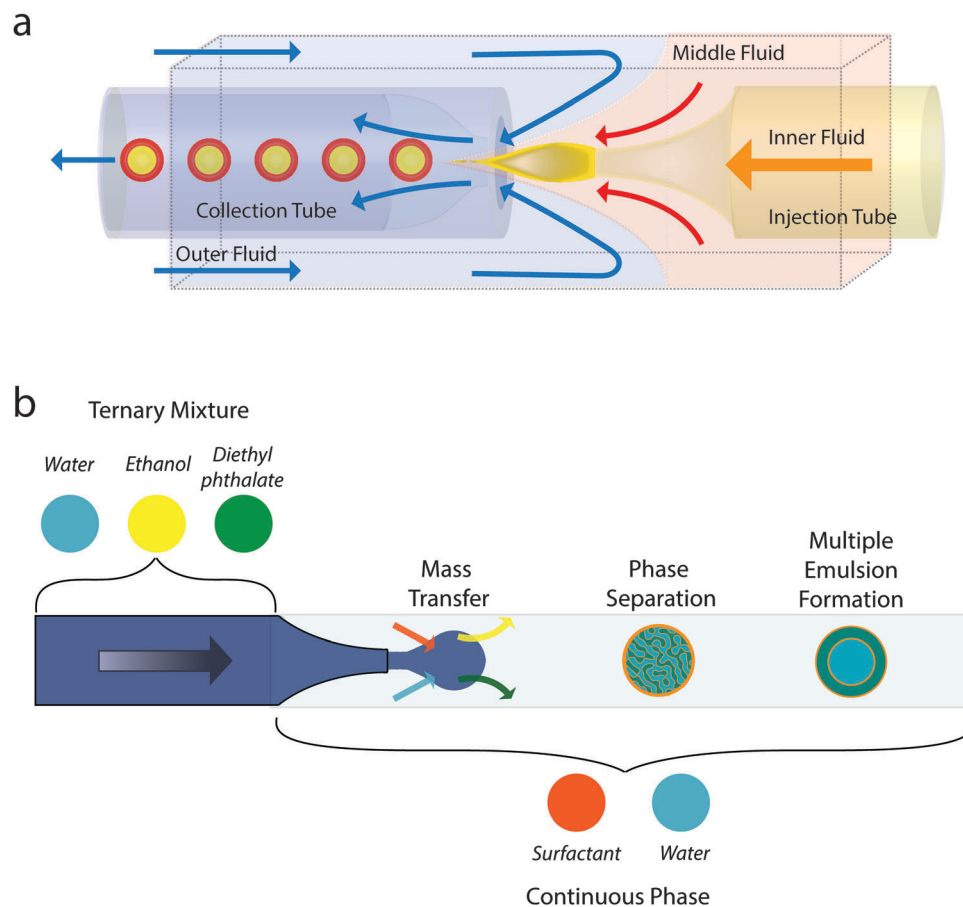 a
Middle Fluid
Inner Fluid
Collection Tube
Injection Tube
Outer Fluid
b
Ternary Mixture
Water
Ethanol
Diethyl
phthalate
Mass
Transfer
Phase
Separation
Multiple
Emulsion
Formation
Surfactant
Water
Continuous Phase